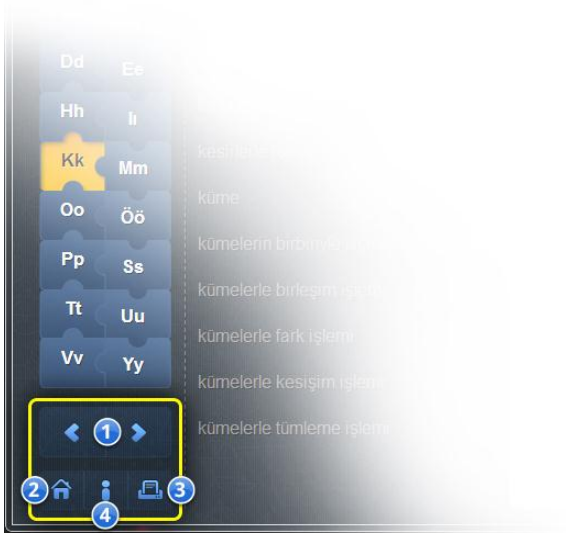 Dd Ee
Hh Iı
Kk Mm
Oo Öö
Pp Ss
Tt Uu
Vv Yy
küme
kümelerin
kümelerle birleşim
kümelerle fark işlemi
kümelerle kesişim işlemi
kümelerle tümleme işlemi
1
2
3
4